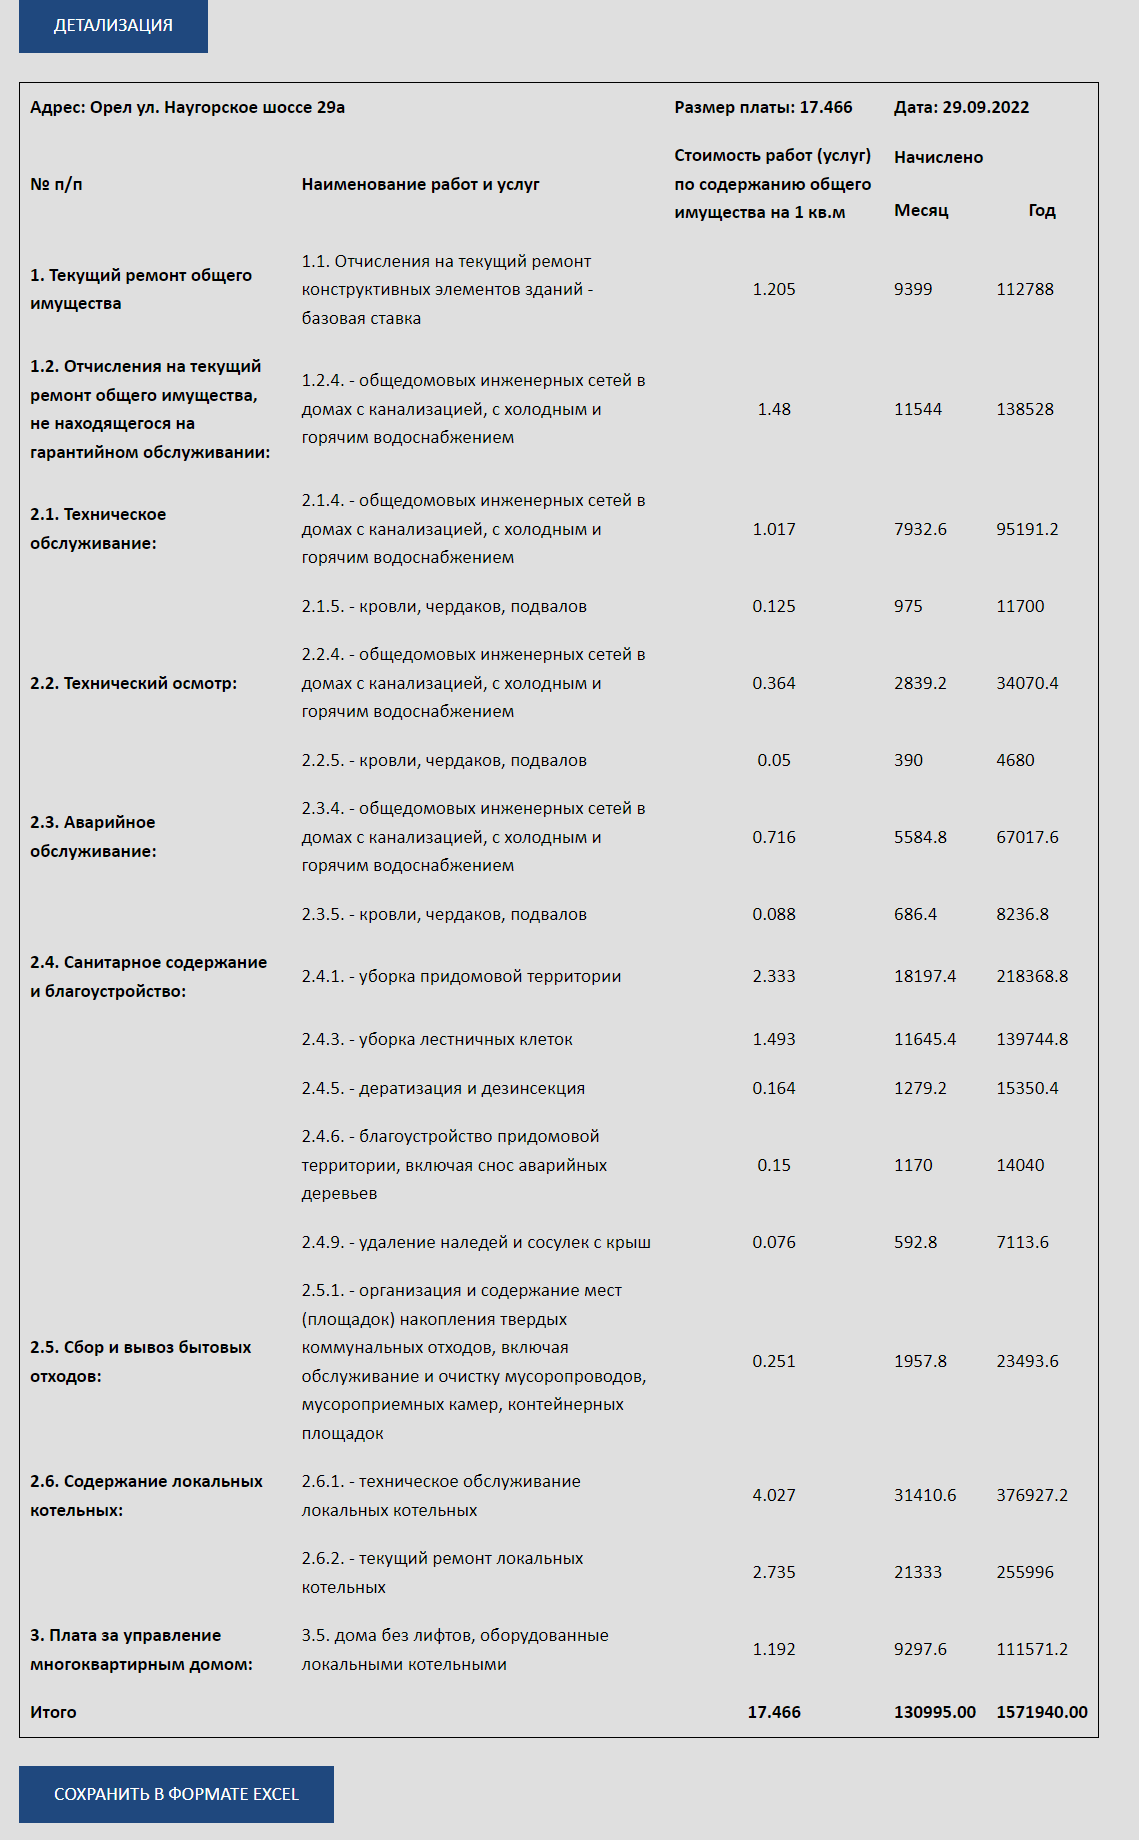 ДЕТАЛИЗАЦИЯ
Адрес: Орел ул. Наугорское шоссе 29а
Размер платы: 17.466
Дата: 29.09.2022
№ п/п
Наименование работ и услуг
Стоимость работ (услуг)
по содержанию общего
имущества на 1 кв.м
Начислено
Месяц
Год
1. Текущий ремонт общего
имущества
1.1. Отчисления на текущий ремонт
конструктивных элементов зданий -
базовая ставка
1.205
9399
112788
1.2. Отчисления на текущий
ремонт общего имущества,
не находящегося на
гарантийном обслуживании:
1.2.4. - общедомовых инженерных сетей в
домах с канализацией, с холодным и
горячим водоснабжением
1.48
11544
138528
2.1. Техническое
обслуживание:
2.1.4. - общедомовых инженерных сетей в
домах с канализацией, с холодным и
горячим водоснабжением
1.017
7932.6
95191.2
2.1.5. - кровли, чердаков, подвалов
0.125
975
11700
2.2. Технический осмотр:
2.2.4. - общедомовых инженерных сетей в
домах с канализацией, с холодным и
горячим водоснабжением
0.364
2839.2
34070.4
2.2.5. - кровли, чердаков, подвалов
0.05
390
4680
2.3. Аварийное
обслуживание:
2.3.4. - общедомовых инженерных сетей в
домах с канализацией, с холодным и
горячим водоснабжением
0.716
5584.8
67017.6
2.3.5. - кровли, чердаков, подвалов
0.088
686.4
8236.8
2.4. Санитарное содержание
и благоустройство:
2.4.1. - уборка придомовой территории
2.333
18197.4
218368.8
2.4.3. - уборка лестничных клеток
1.493
11645.4
139744.8
2.4.5. - дератизация и дезинсекция
0.164
1279.2
15350.4
2.4.6. - благоустройство придомовой
территории, включая снос аварийных
деревьев
0.15
1170
14040
2.4.9. - удаление наледей и сосулек с крыш
0.076
592.8
7113.6
2.5. Сбор и вывоз бытовых
отходов:
2.5.1. - организация и содержание мест
(площадок) накопления твердых
коммунальных отходов, включая
обслуживание и очистку мусоропроводов,
мусороприемных камер, контейнерных
площадок
0.251
1957.8
23493.6
2.6. Содержание локальных
котельных:
2.6.1. - техническое обслуживание
локальных котельных
4.027
31410.6
376927.2
2.6.2. - текущий ремонт локальных
котельных
2.735
21333
255996
3. Плата за управление
многоквартирным домом:
3.5. дома без лифтов, оборудованные
локальными котельными
1.192
9297.6
111571.2
Итого
17.466
130995.00
1571940.00
СОХРАНИТЬ В ФОРМАТЕ EXCEL